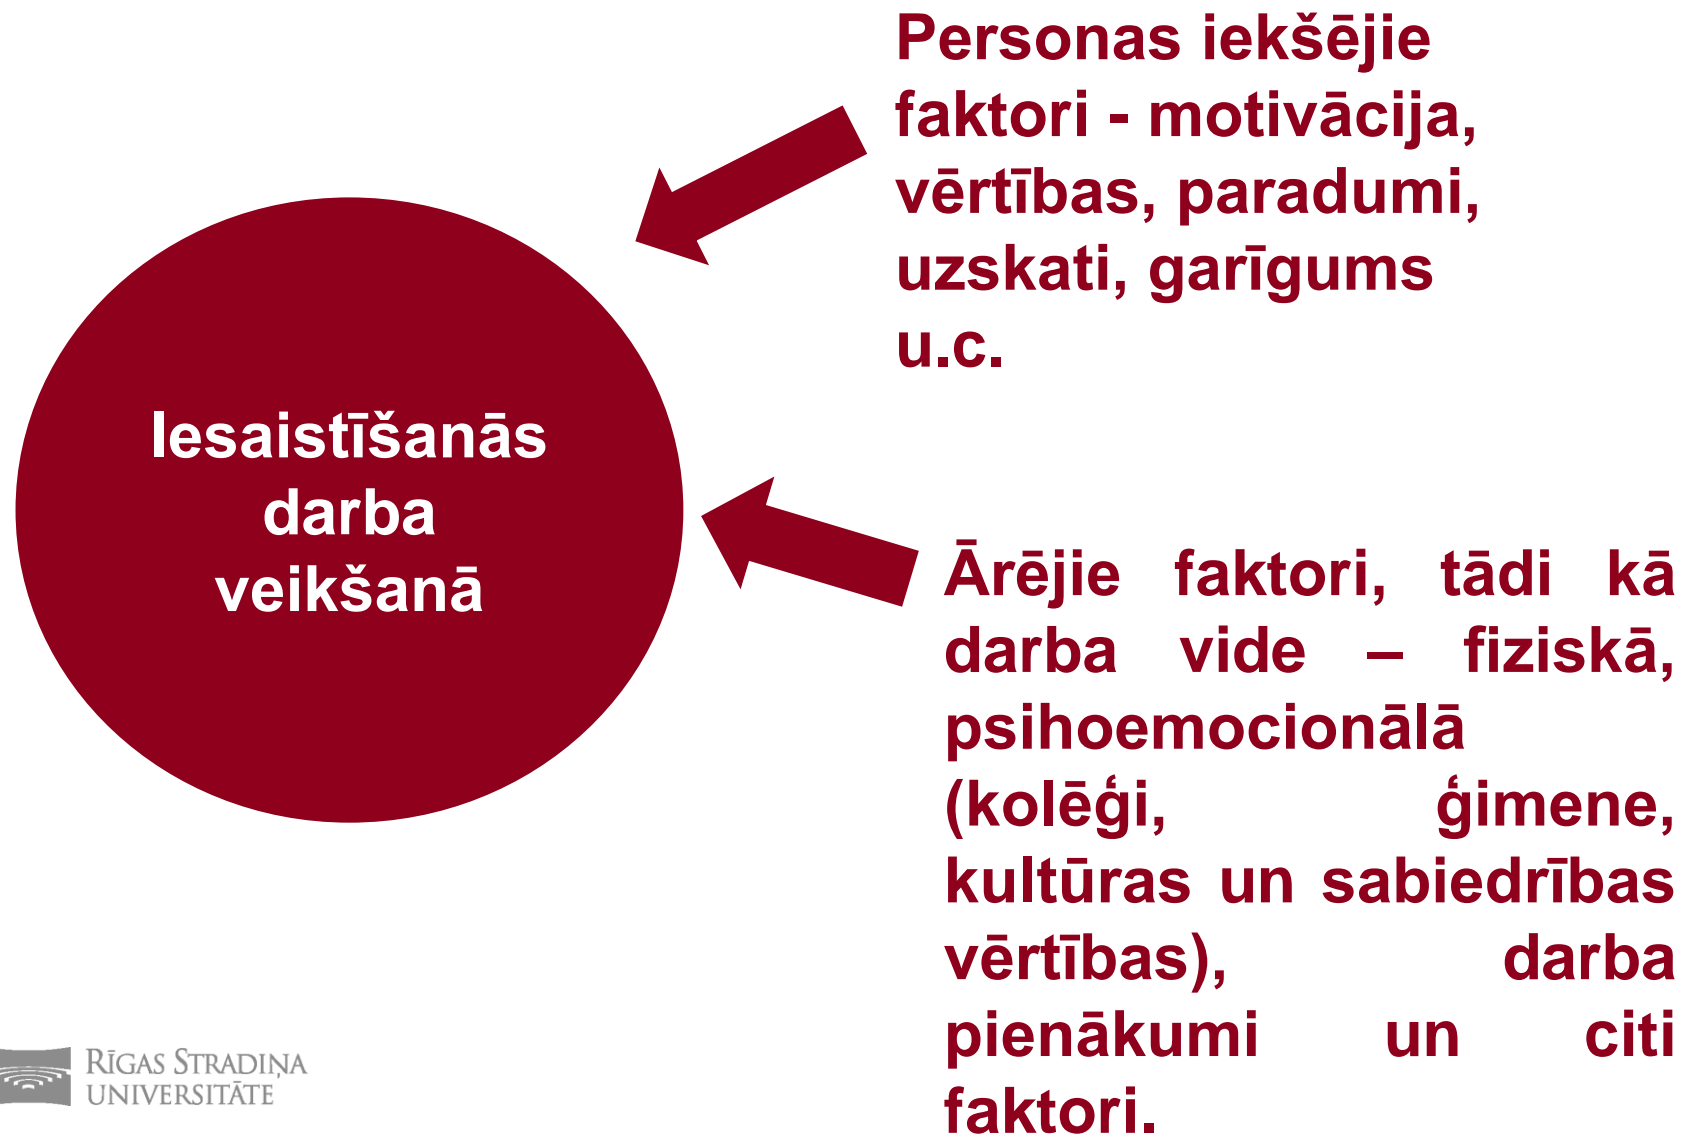 Personas iekšējie
faktori - motivācija,
vērtības, paradumi,
uzskati, garīgums
u.c.
Iesaistīšanās
darba
veikšanā
Ārējie faktori, tādi kā
darba vide – fiziskā,
psihoemocionālā
(kolēģi, ģimene,
kultūras un sabiedrības
vērtības), darba
pienākumi un citi
faktori.
RĪGAS STRADIŅA
UNIVERSITĀTE